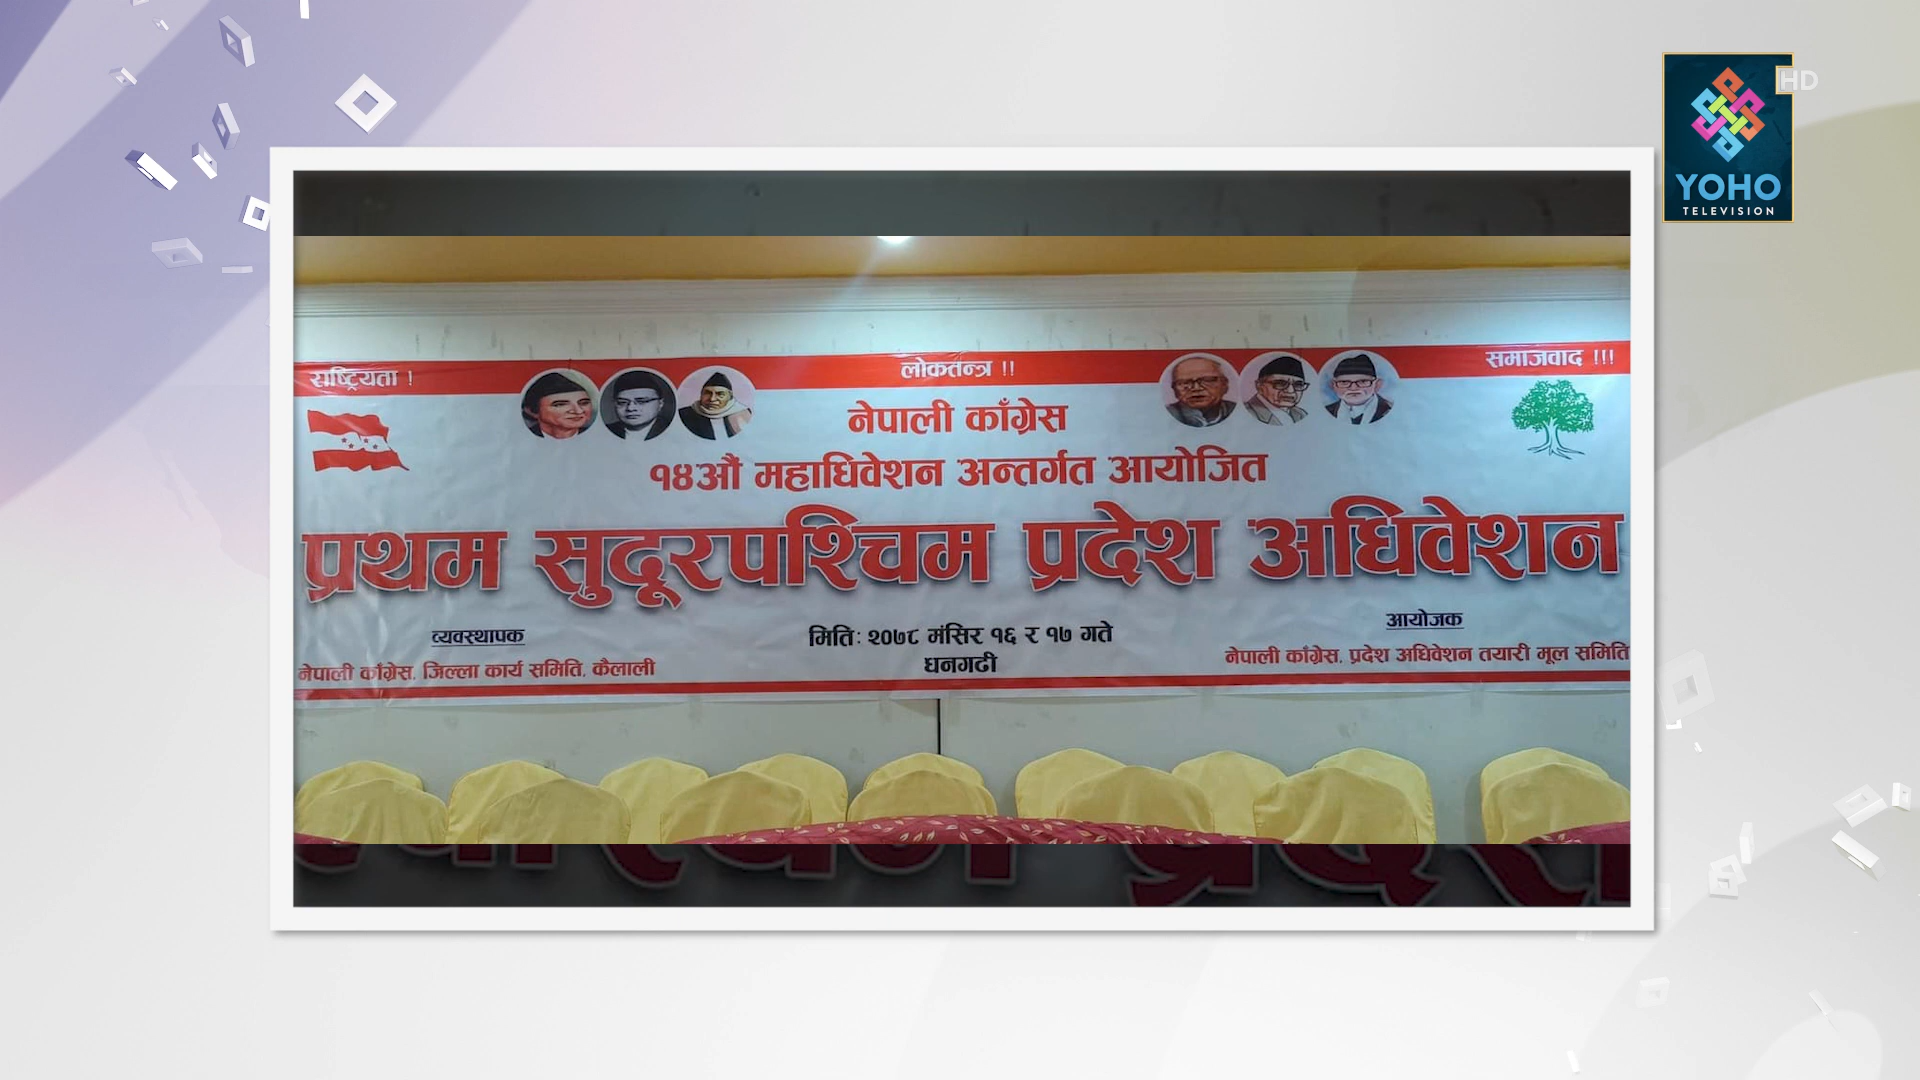 HD
YOHO
TELEVISION
राष्ट्रियता !
लोकतन्त्र !!
समाजवाद !!!
नेपाली काँग्रेस
१४औं महाधिवेशन अन्तर्गत आयोजित
प्रथम सुदूरपश्चिम प्रदेश अधिवेशन
व्यवस्थापक
नेपाली काँग्रेस, जिल्ला कार्य समिति, कैलाली
मिति: २०७८ मंसिर १६ र १७ गते
धनगढी
आयोजक
नेपाली काँग्रेस, प्रदेश अधिवेशन तयारी मूल समिति